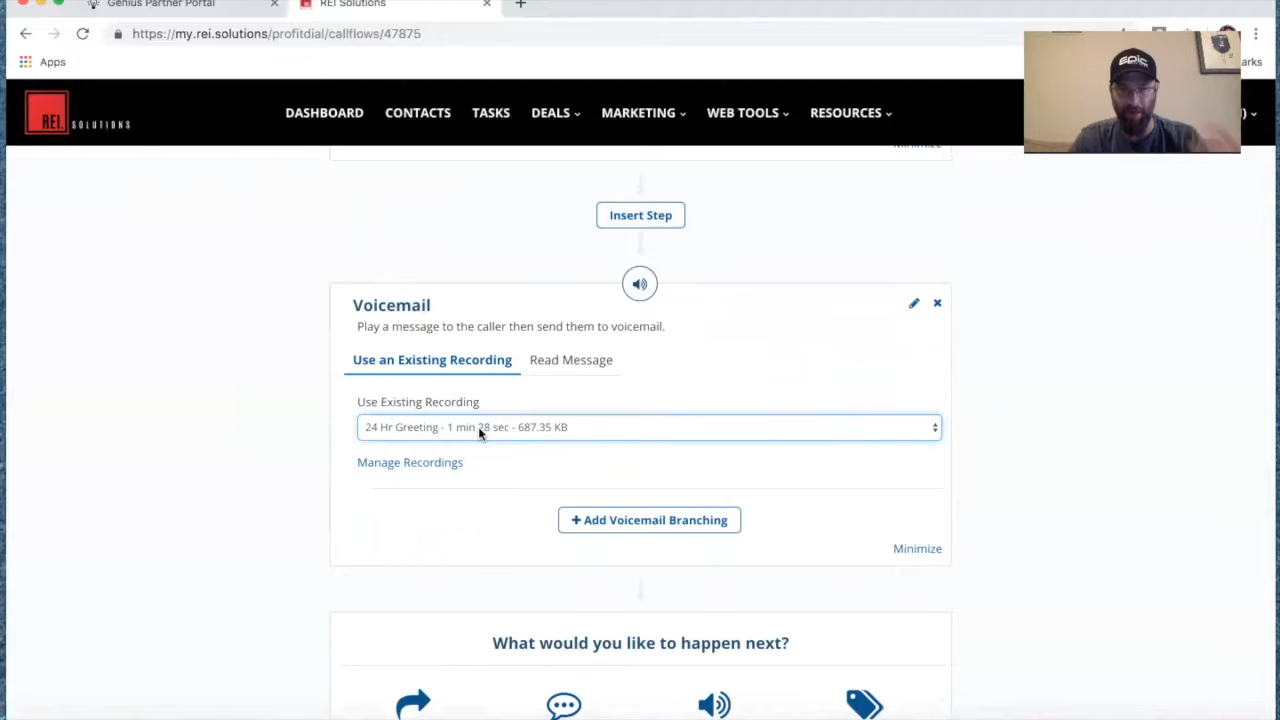 Genius Partner Portal
REI Solutions
https://my.rei.solutions/profitdial/callflows/47875
Apps
arks
REI. SOLUTIONS
DASHBOARD
CONTACTS
TASKS
DEALS
MARKETING
WEB TOOLS
RESOURCES
EPIC
Insert Step
Voicemail
Play a message to the caller then send them to voicemail.
Use an Existing Recording
Read Message
Use Existing Recording
24 Hr Greeting - 1 min 28 sec - 687.35 KB
Manage Recordings
+ Add Voicemail Branching
Minimize
What would you like to happen next?